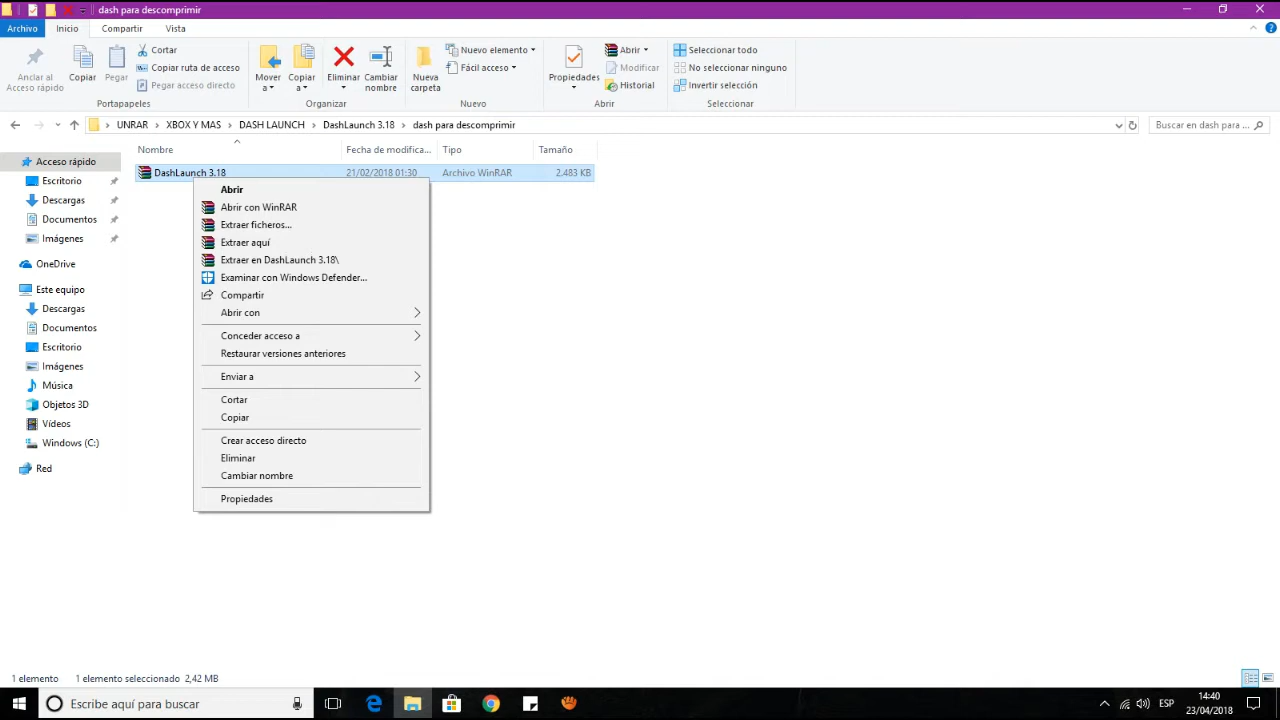 dash para descomprimir
Archivo Inicio Compartir Vista
Anclar al Acceso rápido
Copiar
Pegar
Cortar
Copiar ruta de acceso
Pegar acceso directo
Portapapeles
Mover a
Copiar a
Eliminar
Cambiar nombre
Organizar
Nueva carpeta
Nuevo elemento
Fácil acceso
Nuevo
Propiedades
Abrir
Modificar
Historial
Abrir
Seleccionar todo
No seleccionar ninguno
Invertir selección
Seleccionar
UNRAR > XBOX Y MAS > DASH LAUNCH > DashLaunch 3.18 > dash para descomprimir
Buscar en dash para ...
Nombre Fecha de modifica... Tipo Tamaño
DashLaunch 3.18 21/02/2018 01:30 Archivo WinRAR 2.483 KB
Acceso rápido
Escritorio
Descargas
Documentos
Imágenes
OneDrive
Este equipo
Descargas
Documentos
Escritorio
Imágenes
Música
Objetos 3D
Vídeos
Windows (C:)
Red
Abrir
Abrir con WinRAR
Extraer ficheros...
Extraer aquí
Extraer en DashLaunch 3.18\
Examinar con Windows Defender...
Compartir
Abrir con
Conceder acceso a
Restaurar versiones anteriores
Enviar a
Cortar
Copiar
Crear acceso directo
Eliminar
Cambiar nombre
Propiedades
1 elemento 1 elemento seleccionado 2,42 MB
Escribe aquí para buscar
ESP
14:40
23/04/2018